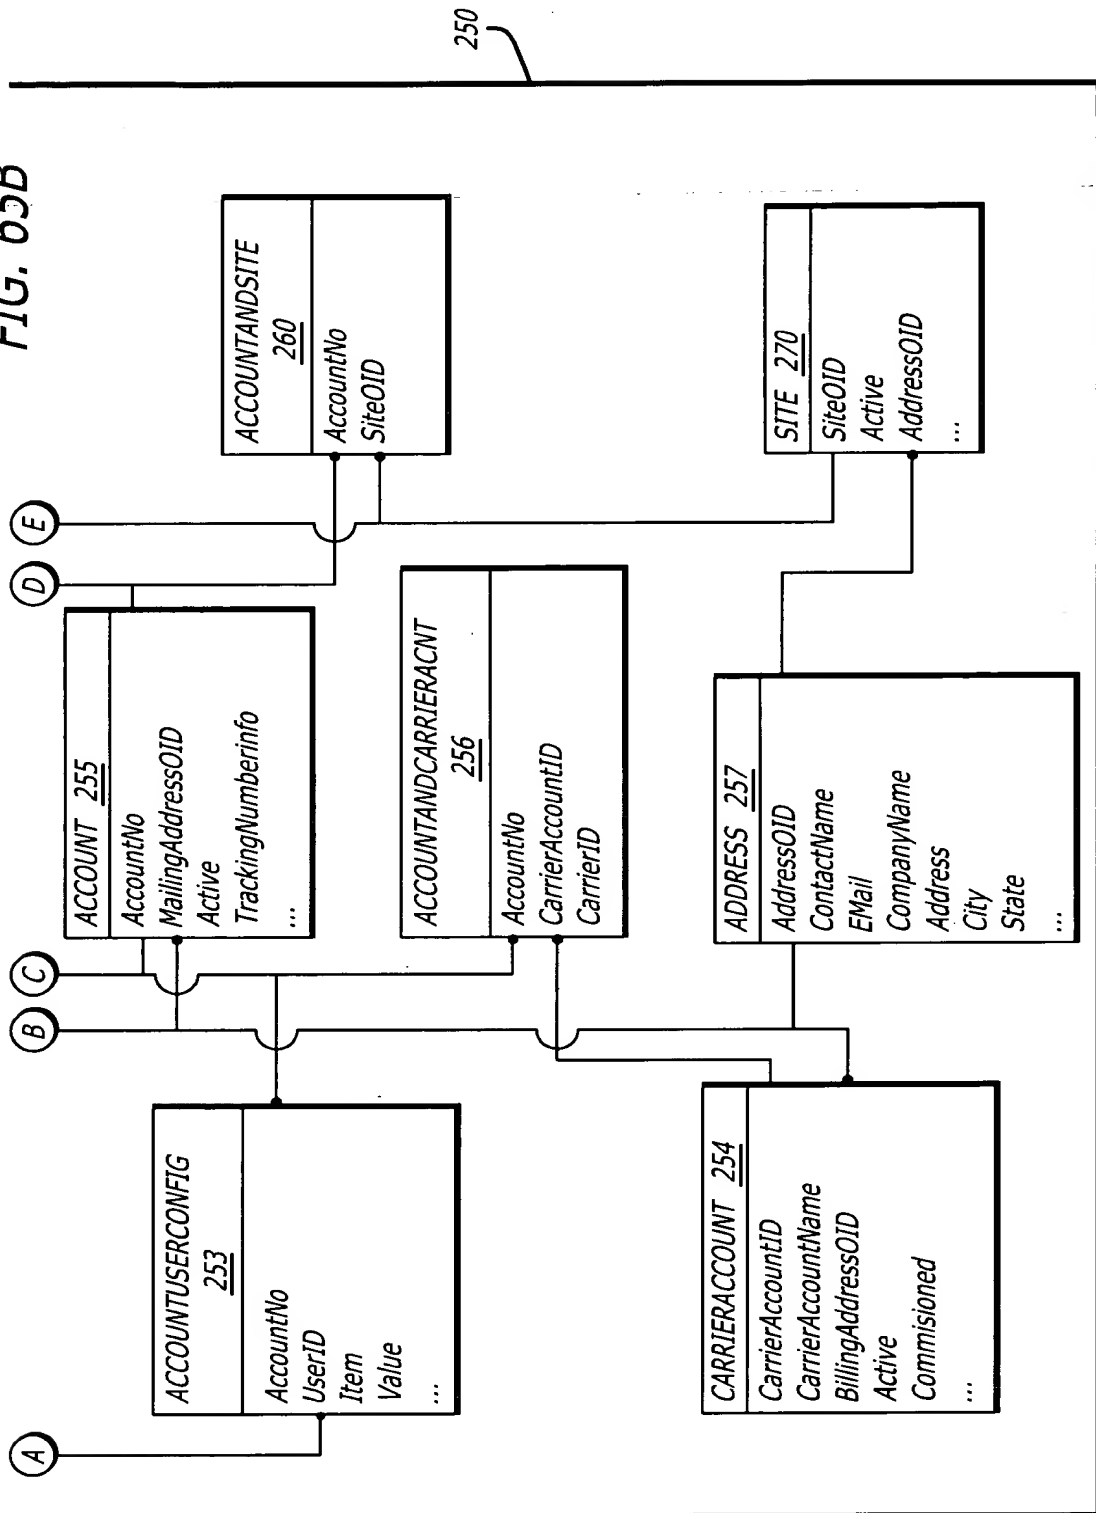 FIG. 65B
250
A
B
C
D
E
ACCOUNTUSERCONFIG
253
AccountNo
UserID
Item
Value
...
ACCOUNT 255
AccountNo
MailingAddressOID
Active
TrackingNumberinfo
...
ACCOUNTANDSITE
260
AccountNo
SiteOID
ACCOUNTANDCARRIERACNT
256
AccountNo
CarrierAccountID
CarrierID
CARRIERACCOUNT 254
CarrierAccountID
CarrierAccountName
BillingAddressOID
Active
Commisioned
...
ADDRESS 257
AddressOID
ContactName
EMail
CompanyName
Address
City
State
...
SITE 270
SiteOID
Active
AddressOID
...